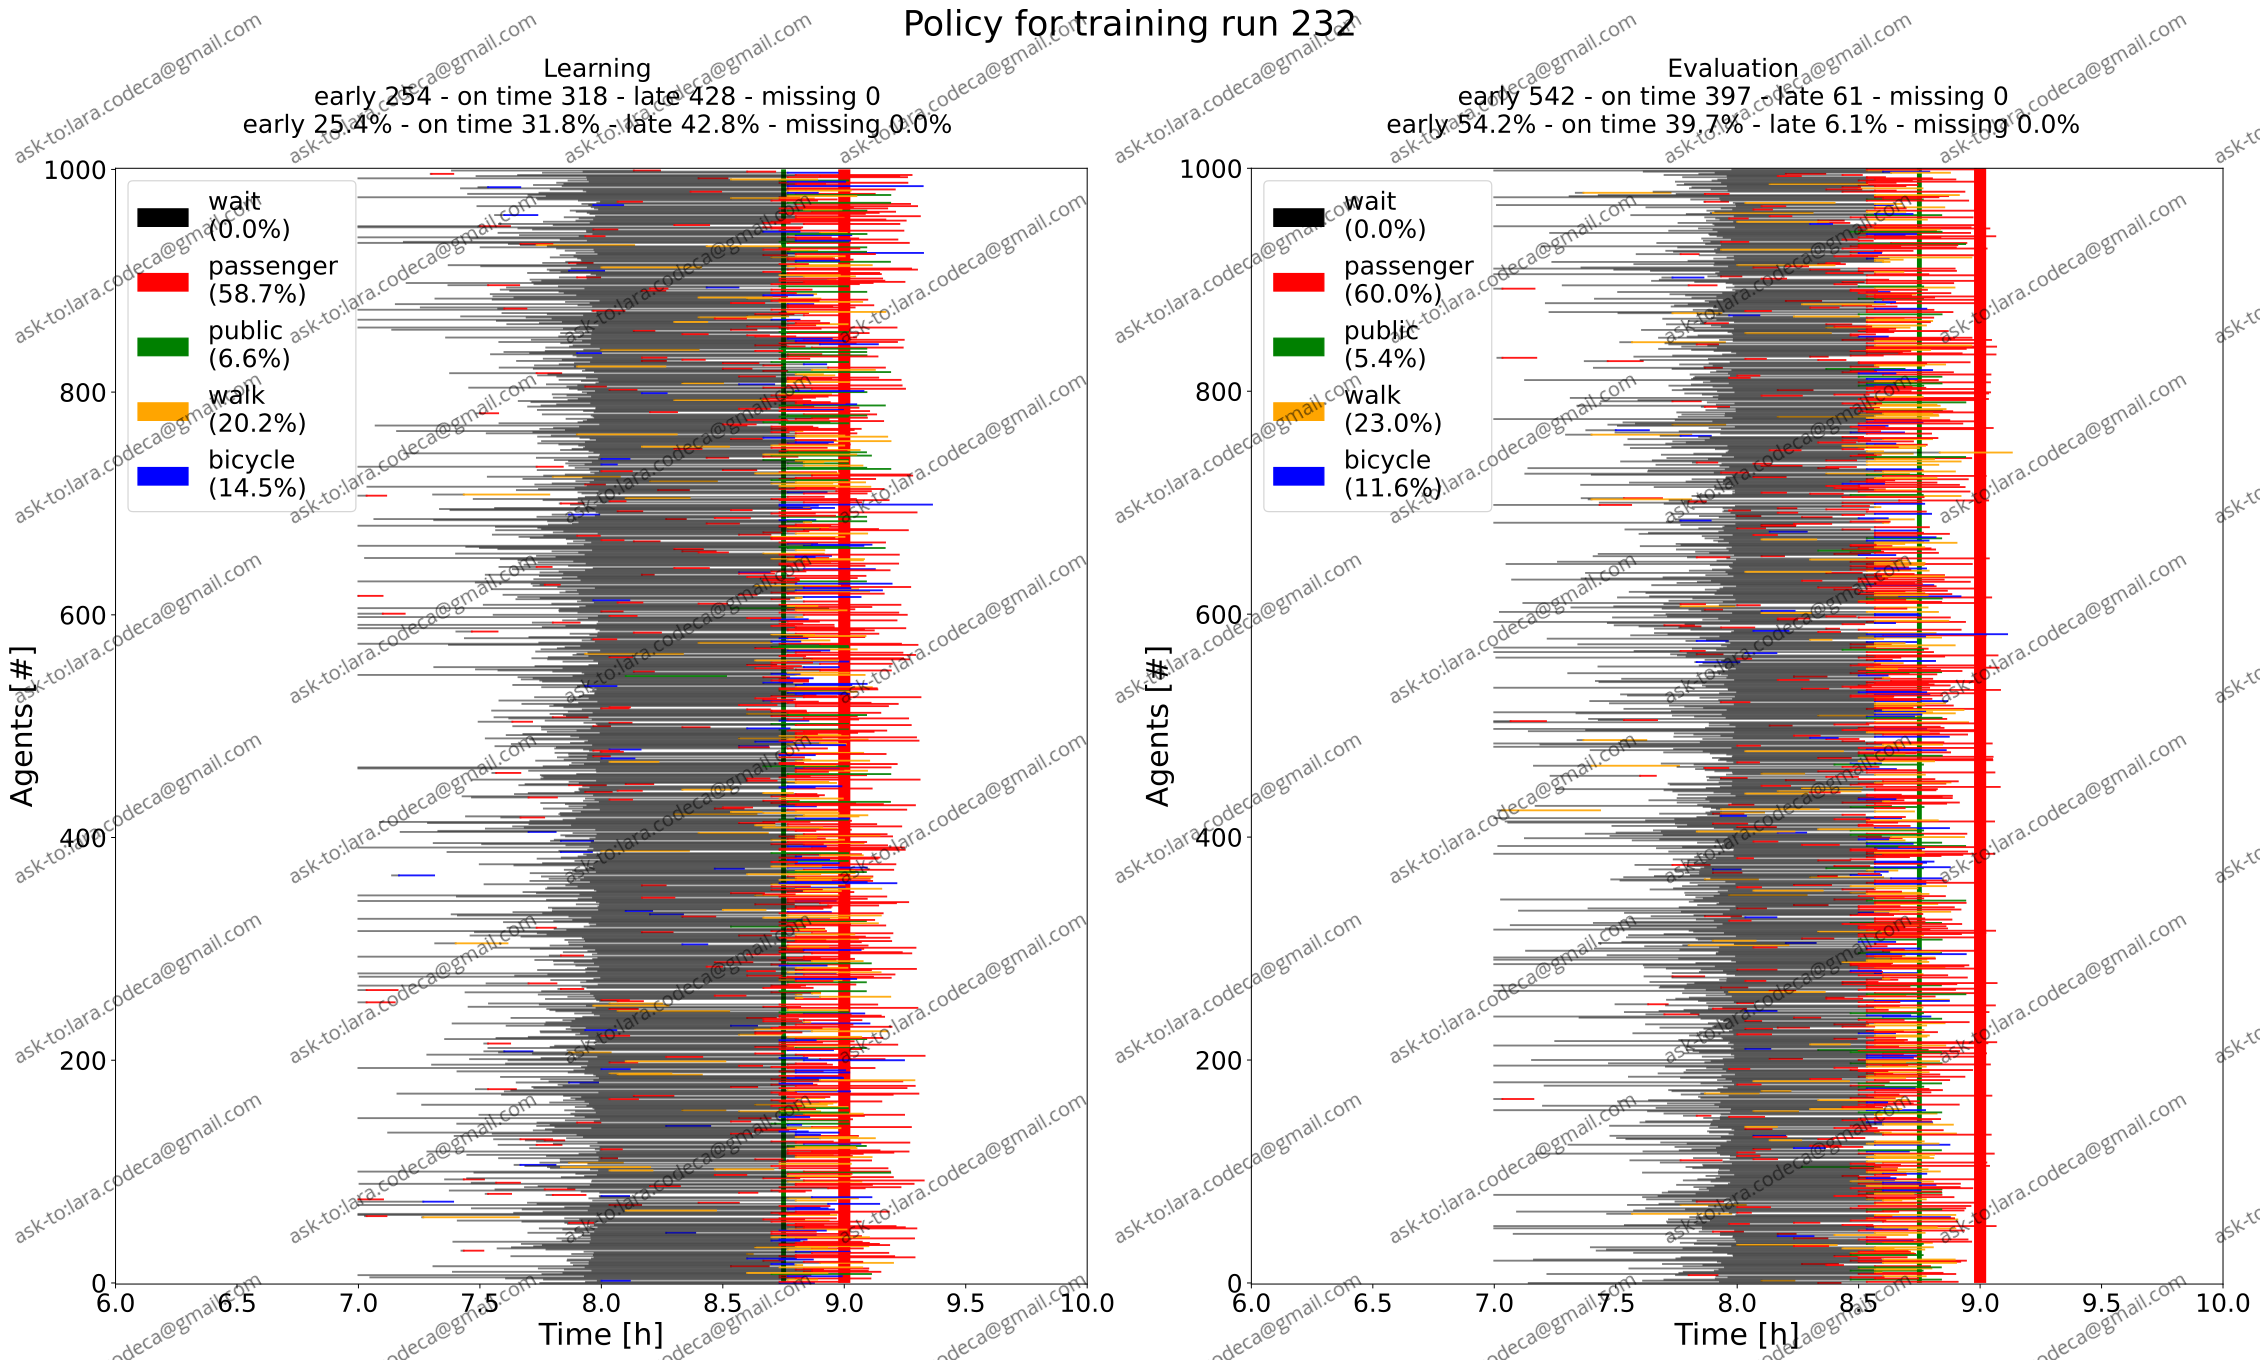 Policy for training run 232
Learning
early 254 - on time 318 - late 428 - missing 0
early 25.4% - on time 31.8% - late 42.8% - missing 0.0%
Agents [#]
1000
800
600
400
200
0
wait
(0.0%)
passenger
(58.7%)
public
(6.6%)
walk
(20.2%)
bicycle
(14.5%)
6.0 6.5 7.0 7.5 8.0 8.5 9.0 9.5 10.0
Time [h]
Evaluation
early 542 - on time 397 - late 61 - missing 0
early 54.2% - on time 39.7% - late 6.1% - missing 0.0%
Agents [#]
1000
800
600
400
200
0
wait
(0.0%)
passenger
(60.0%)
public
(5.4%)
walk
(23.0%)
bicycle
(11.6%)
6.0 6.5 7.0 7.5 8.0 8.5 9.0 9.5 10.0
Time [h]
ask-to:lara.codeca@gmail.com